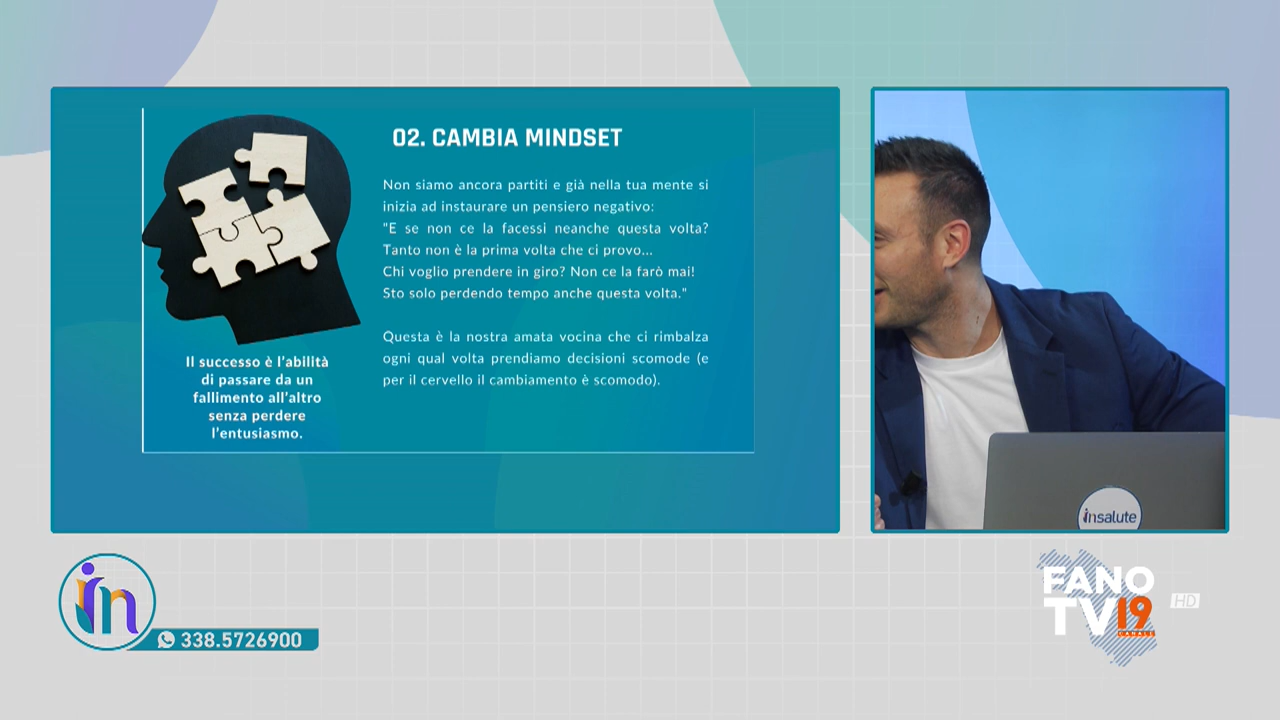 02. CAMBIA MINDSET
Non siamo ancora partiti e già nella tua mente si
inizia ad instaurare un pensiero negativo:
"E se non ce la facessi neanche questa volta?
Tanto non è la prima volta che ci provo...
Chi voglio prendere in giro? Non ce la farò mai!
Sto solo perdendo tempo anche questa volta."
Questa è la nostra amata vocina che ci rimbalza
ogni qual volta prendiamo decisioni scomode (e
per il cervello il cambiamento è scomodo).
Il successo è l'abilità
di passare da un
fallimento all'altro
senza perdere
l'entusiasmo.
insalute
in
338.5726900
FANO
TV19
CANALE
HD